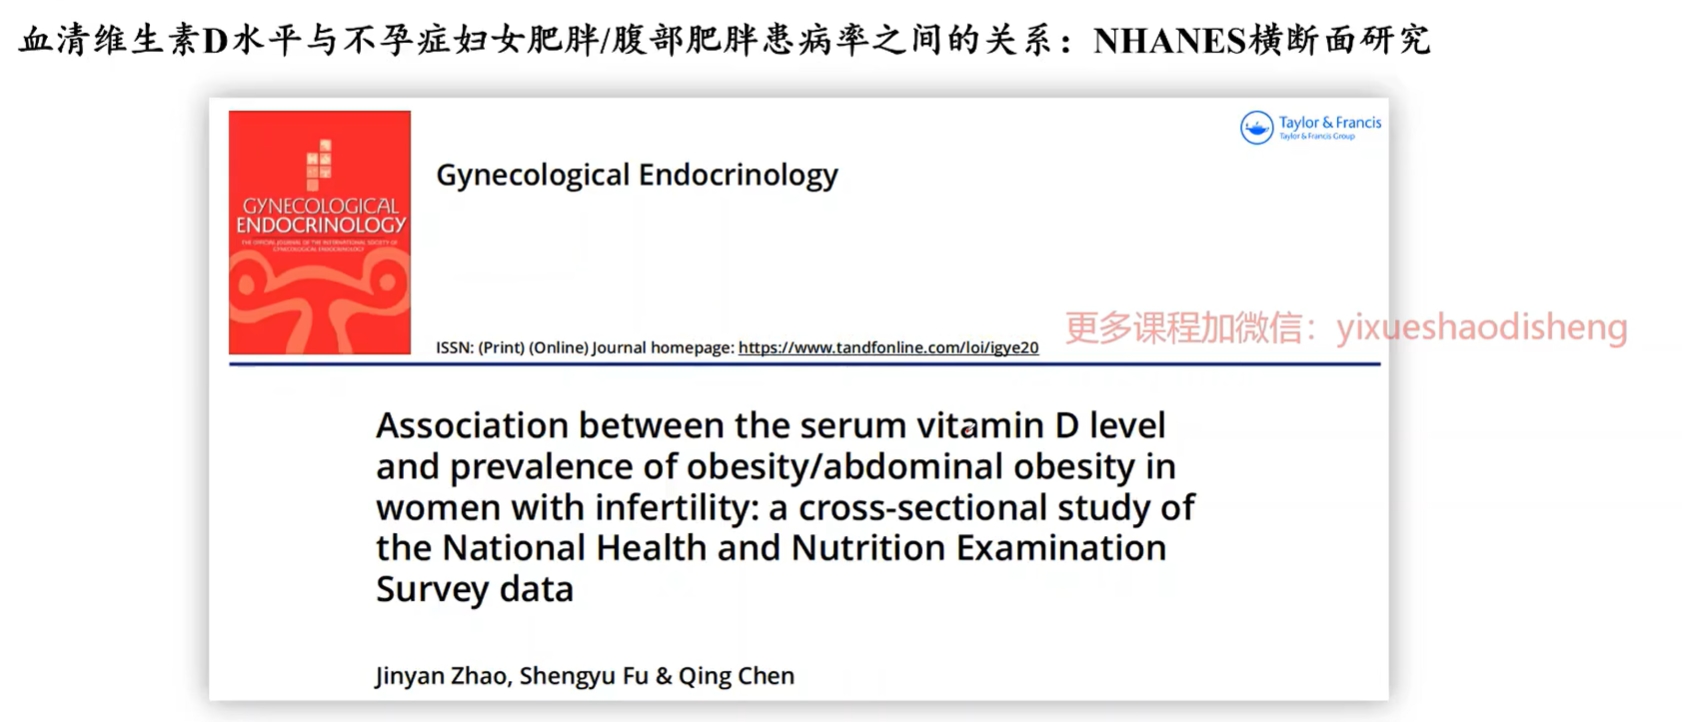 血清维生素D水平与不孕症妇女肥胖/腹部肥胖患病率之间的关系：NHANES横断面研究
Taylor & Francis
Taylor & Francis Group
Gynecological Endocrinology
GYNECOLOGICAL
ENDOCRINOLOGY
THE OFFICIAL JOURNAL OF THE INTERNATIONAL SOCIETY OF
GYNECOLOGICAL ENDOCRINOLOGY
更多课程加微信：yixueshaodisheng
ISSN: (Print) (Online) Journal homepage: https://www.tandfonline.com/loi/igye20
Association between the serum vitamin D level
and prevalence of obesity/abdominal obesity in
women with infertility: a cross-sectional study of
the National Health and Nutrition Examination
Survey data
Jinyan Zhao, Shengyu Fu & Qing Chen